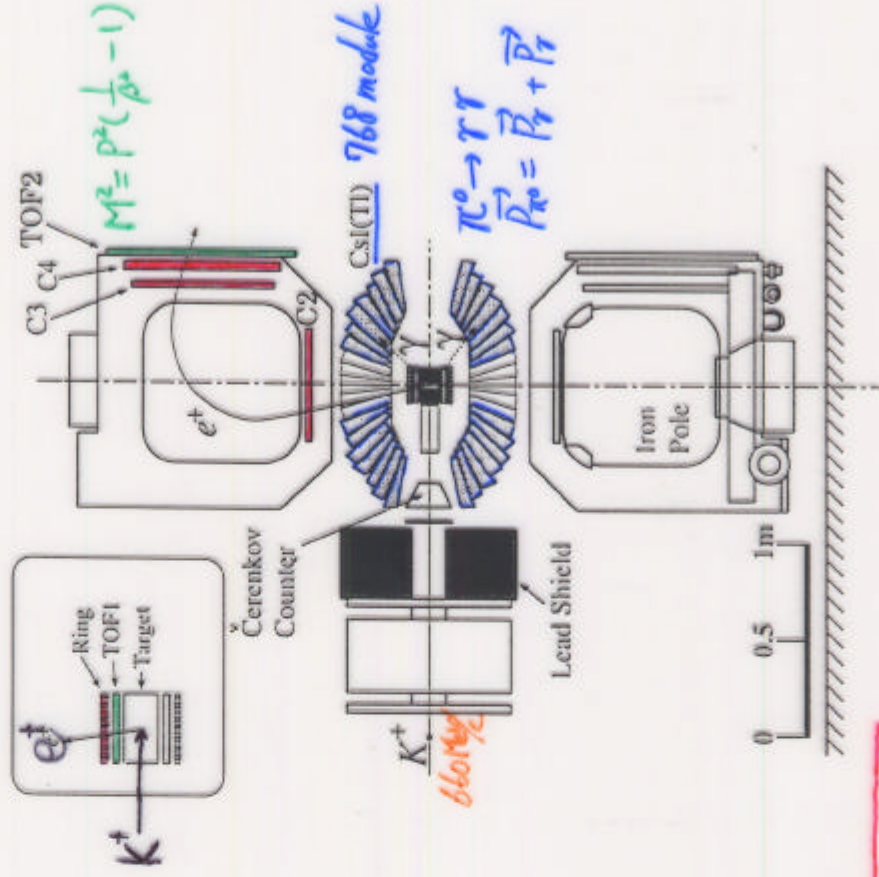 K⁺
e⁺
Ring
TOF1
Target
C3
C4
TOF2
M² = P²(1/β² - 1)
e⁺
C2
CsI(Tl) 768 module
γ
γ
π⁰ → γγ
P⃗π⁰ = P⃗γ + P⃗γ
Čerenkov
Counter
K⁺
660 MeV/c
Lead Shield
Iron
Pole
0
0.5
1m